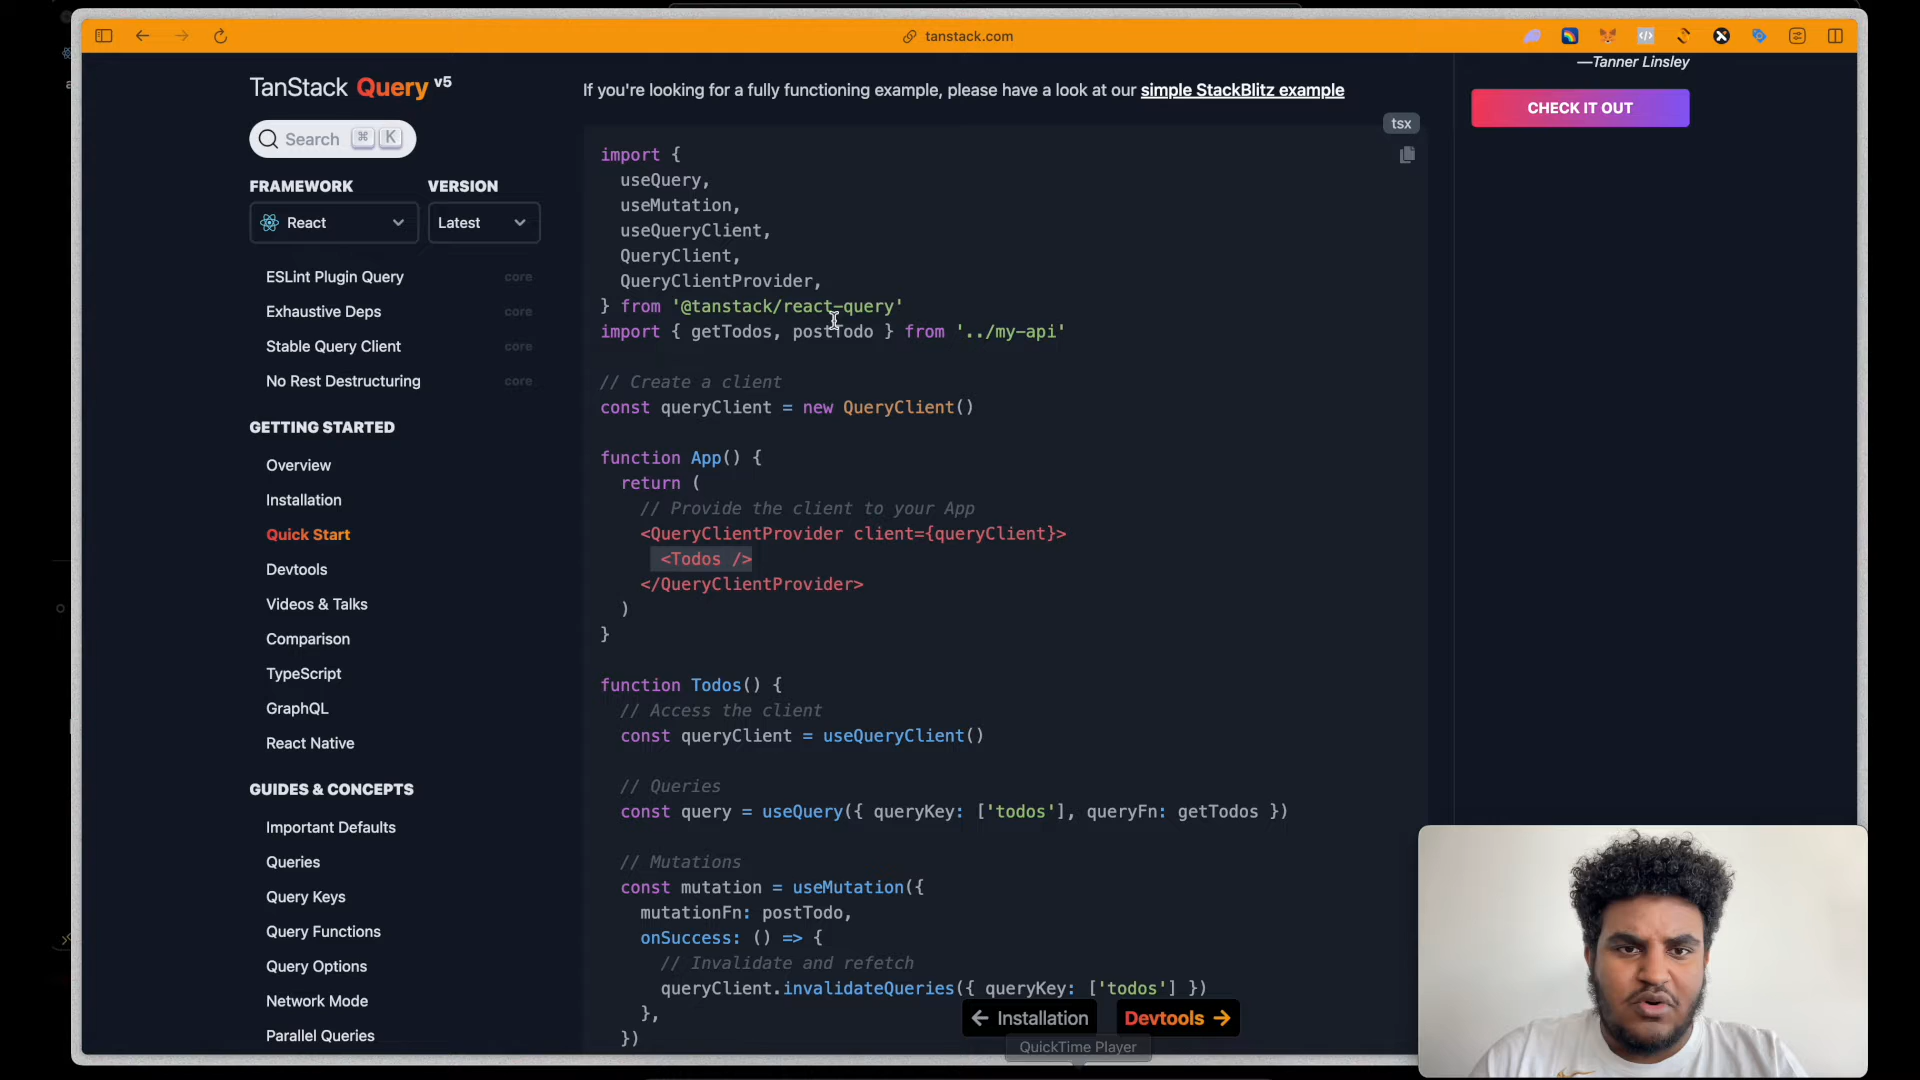 tanstack.com
TanStack Query v5
Search ⌘ K
FRAMEWORK VERSION
React Latest
ESLint Plugin Query core
Exhaustive Deps core
Stable Query Client core
No Rest Destructuring core
GETTING STARTED
Overview
Installation
Quick Start
Devtools
Videos & Talks
Comparison
TypeScript
GraphQL
React Native
GUIDES & CONCEPTS
Important Defaults
Queries
Query Keys
Query Functions
Query Options
Network Mode
Parallel Queries
If you're looking for a fully functioning example, please have a look at our simple StackBlitz example
tsx
import {
useQuery,
useMutation,
useQueryClient,
QueryClient,
QueryClientProvider,
} from '@tanstack/react-query'
import { getTodos, postTodo } from '../my-api'
// Create a client
const queryClient = new QueryClient()
function App() {
return (
// Provide the client to your App
<QueryClientProvider client={queryClient}>
<Todos />
</QueryClientProvider>
)
}
function Todos() {
// Access the client
const queryClient = useQueryClient()
// Queries
const query = useQuery({ queryKey: ['todos'], queryFn: getTodos })
// Mutations
const mutation = useMutation({
mutationFn: postTodo,
onSuccess: () => {
// Invalidate and refetch
queryClient.invalidateQueries({ queryKey: ['todos'] })
},
})
← Installation
Devtools →
QuickTime Player
—Tanner Linsley
CHECK IT OUT